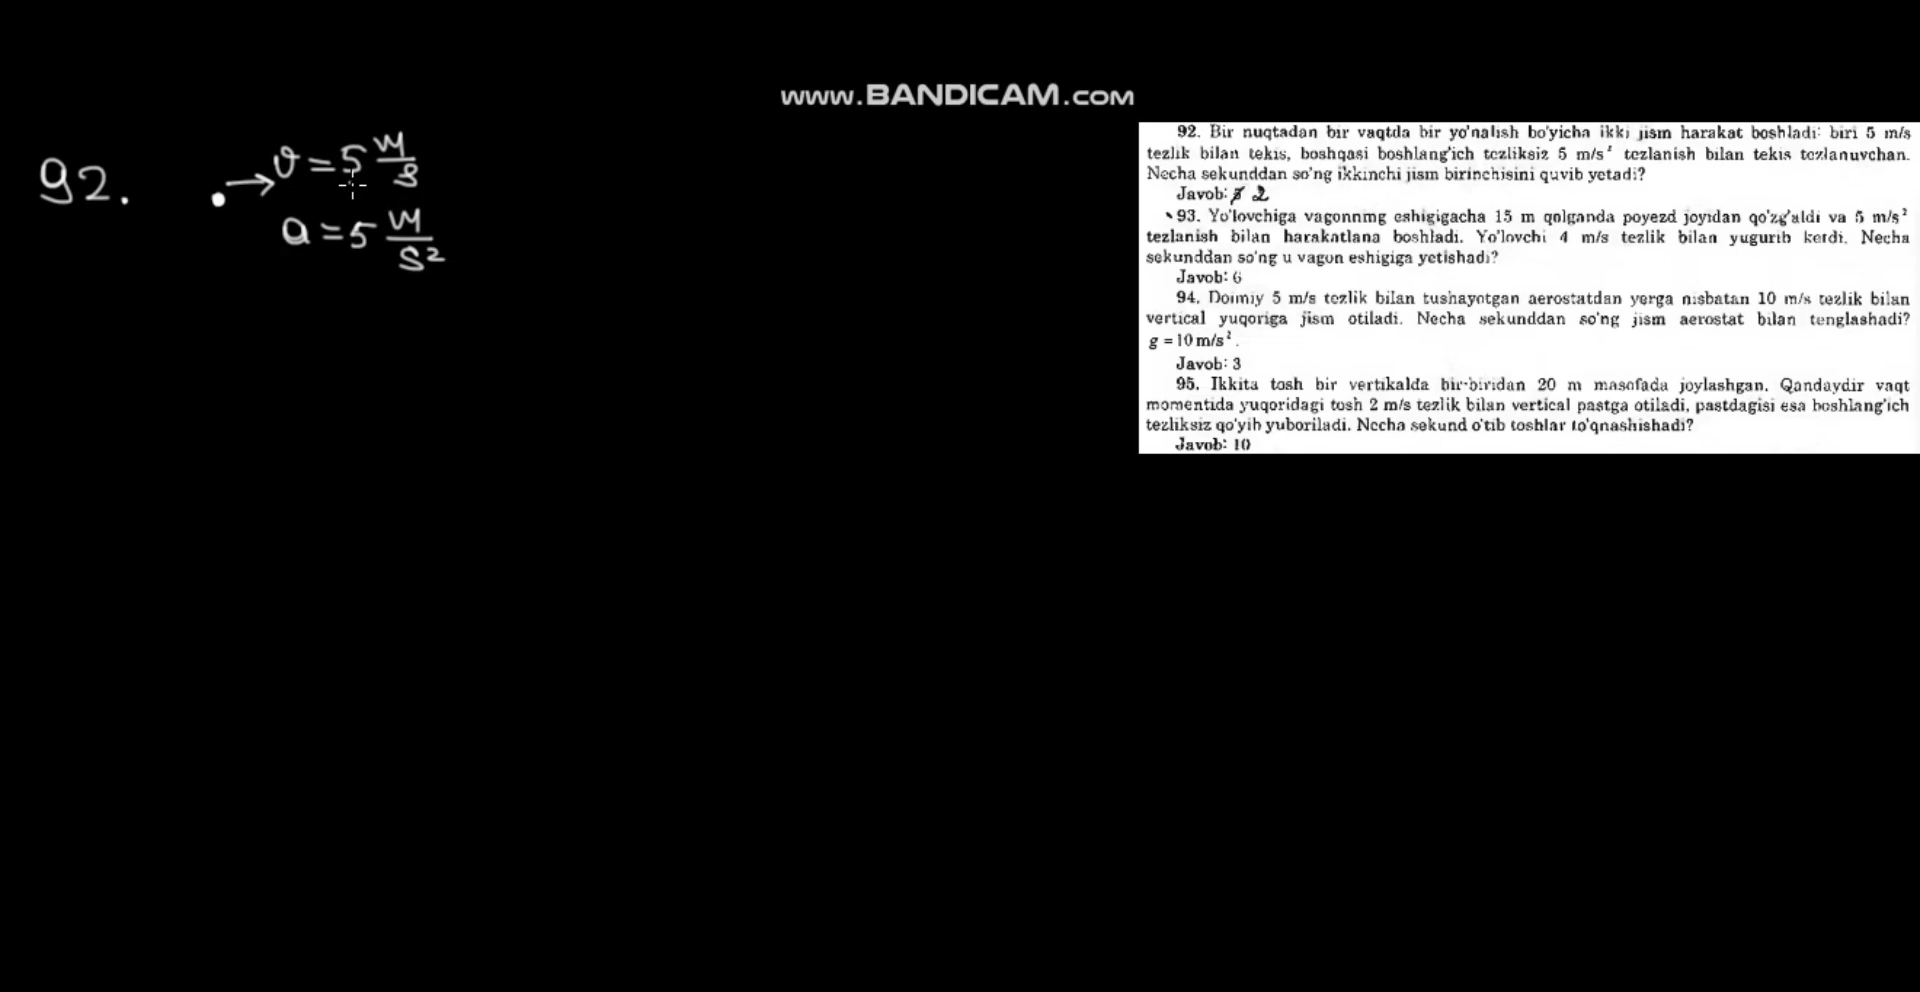 www.BANDICAM.COM
92.
ϑ = 5 m/s
a = 5 m/s²
92. Bir nuqtadan bir vaqtda bir yo'nalish bo'yicha ikki jism harakat boshladi: biri 5 m/s
tezlik bilan tekis, boshqasi boshlang'ich tezliksiz 5 m/s² tezlanish bilan tekis tezlanuvchan.
Necha sekunddan so'ng ikkinchi jism birinchisini quvib yetadi?
Javob: 2
93. Yo'lovchiga vagonnmg eshigigacha 15 m qolganda poyezd joyidan qo'zg'aldi va 5 m/s²
tezlanish bilan harakatlana boshladi. Yo'lovchi 4 m/s tezlik bilan yugurib ketdi. Necha
sekunddan so'ng u vagon eshigiga yetishadi?
Javob: 6
94. Doimiy 5 m/s tezlik bilan tushayotgan aerostatdan yerga nisbatan 10 m/s tezlik bilan
vertical yuqoriga jism otiladi. Necha sekunddan so'ng jism aerostat bilan tenglashadi?
g = 10 m/s².
Javob: 3
95. Ikkita tosh bir vertikalda bir-biridan 20 m masofada joylashgan. Qandaydir vaqt
momentida yuqoridagi tosh 2 m/s tezlik bilan vertical pastga otiladi, pastdagisi esa boshlang'ich
tezliksiz qo'yib yuboriladi. Necha sekund o'tib toshlar to'qnashishadi?
Javob: 10